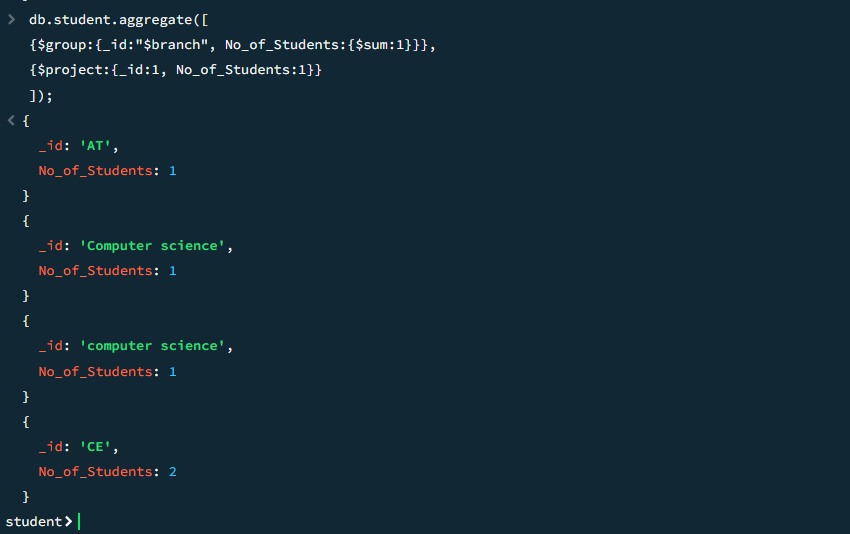 > db.student.aggregate([
{$group:{_id:"$branch", No_of_Students:{$sum:1}}},
{$project:{_id:1, No_of_Students:1}}
]);
< {
_id: 'AT',
No_of_Students: 1
}
{
_id: 'Computer science',
No_of_Students: 1
}
{
_id: 'computer science',
No_of_Students: 1
}
{
_id: 'CE',
No_of_Students: 2
}
student>